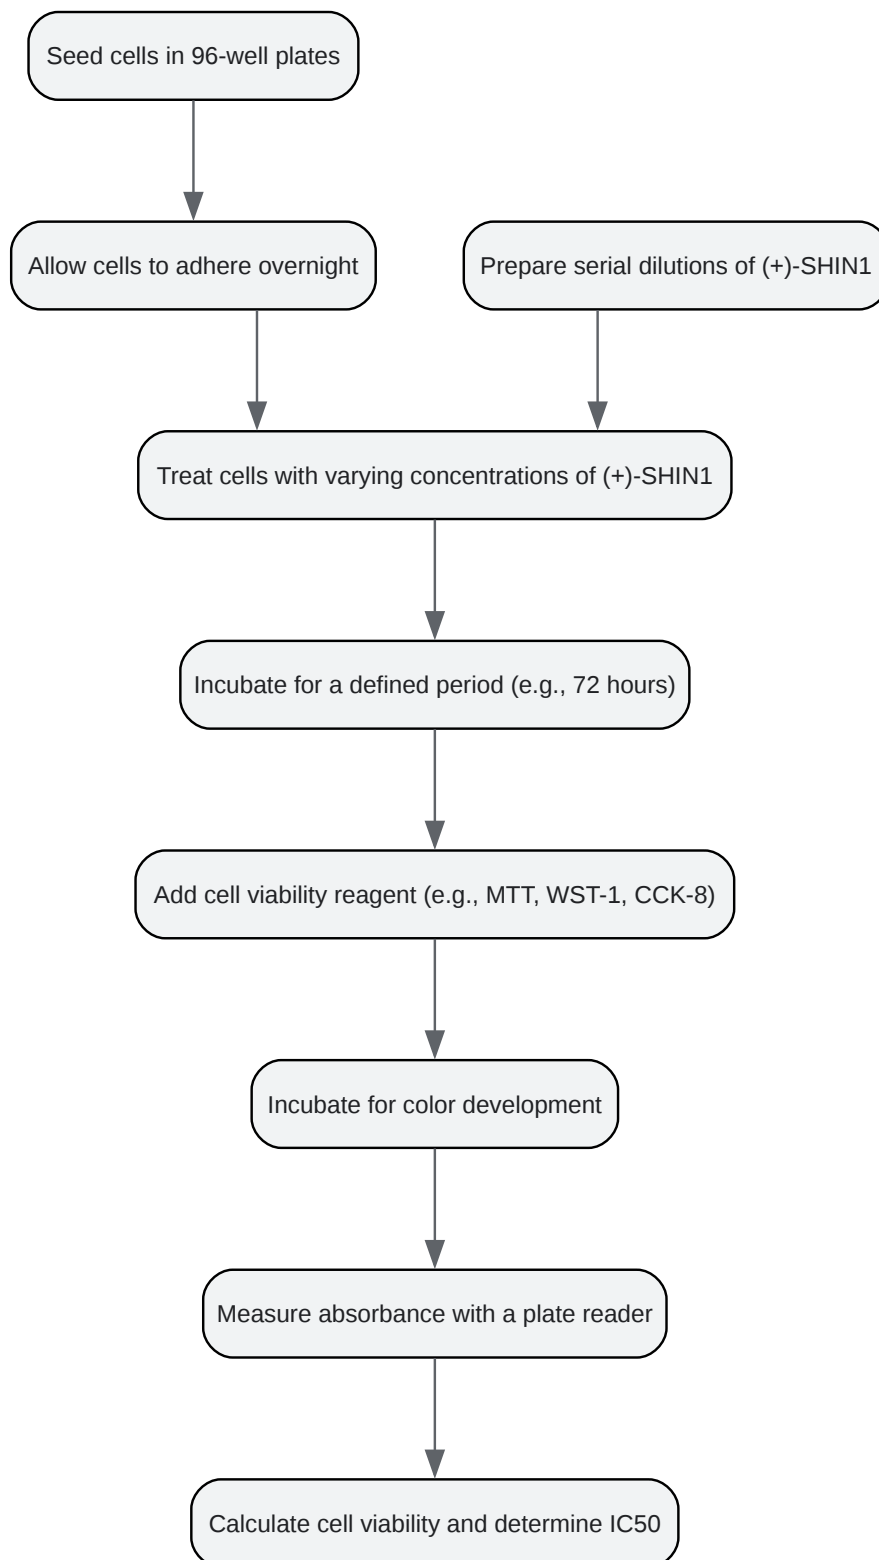 Seed cells in 96-well plates
Allow cells to adhere overnight
Prepare serial dilutions of (+)-SHIN1
Treat cells with varying concentrations of (+)-SHIN1
Incubate for a defined period (e.g., 72 hours)
Add cell viability reagent (e.g., MTT, WST-1, CCK-8)
Incubate for color development
Measure absorbance with a plate reader
Calculate cell viability and determine IC50